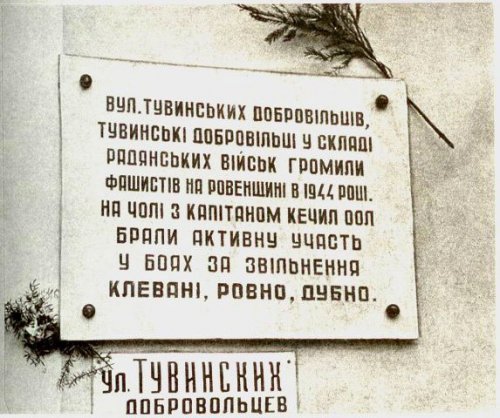 ВУЛ. ТУВИНСЬКИХ ДОБРОВІЛЬЦІВ,
ТУВИНСЬКІ ДОБРОВІЛЬЦІ У СКЛАДІ
РАДЯНСЬКИХ ВІЙСК ГРОМИЛИ
ФАШИСТІВ НА РОВЕНЩИНІ В 1944 РОЦІ.
НА ЧОЛІ З КАПІТАНОМ КЕЧИЛ ООЛ
БРАЛИ АКТИВНУ УЧАСТЬ
У БОЯХ ЗА ЗВІЛЬНЕННЯ
КЛЕВАНІ, РОВНО, ДУБНО.
Ул. ТУВИНСКИХ
ДОБРОВОЛЬЦЕВ